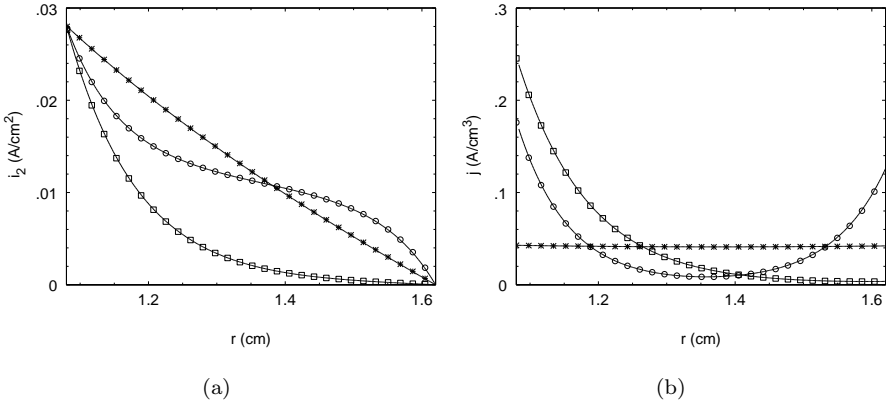 .03
.02
.01
0
i2 (A/cm2)
1.2
1.4
1.6
r (cm)
(a)
.3
.2
.1
0
j (A/cm3)
1.2
1.4
1.6
r (cm)
(b)